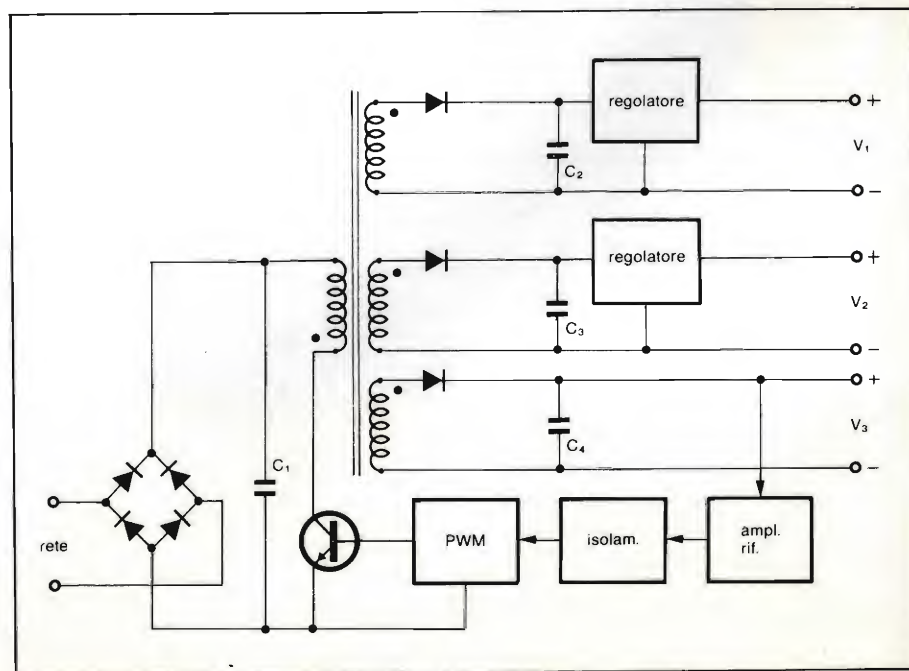 regolatore
+
V₁
C₂
−
regolatore
+
V₂
C₃
−
+
V₃
C₄
−
C₁
rete
PWM
isolam.
ampl.
rif.